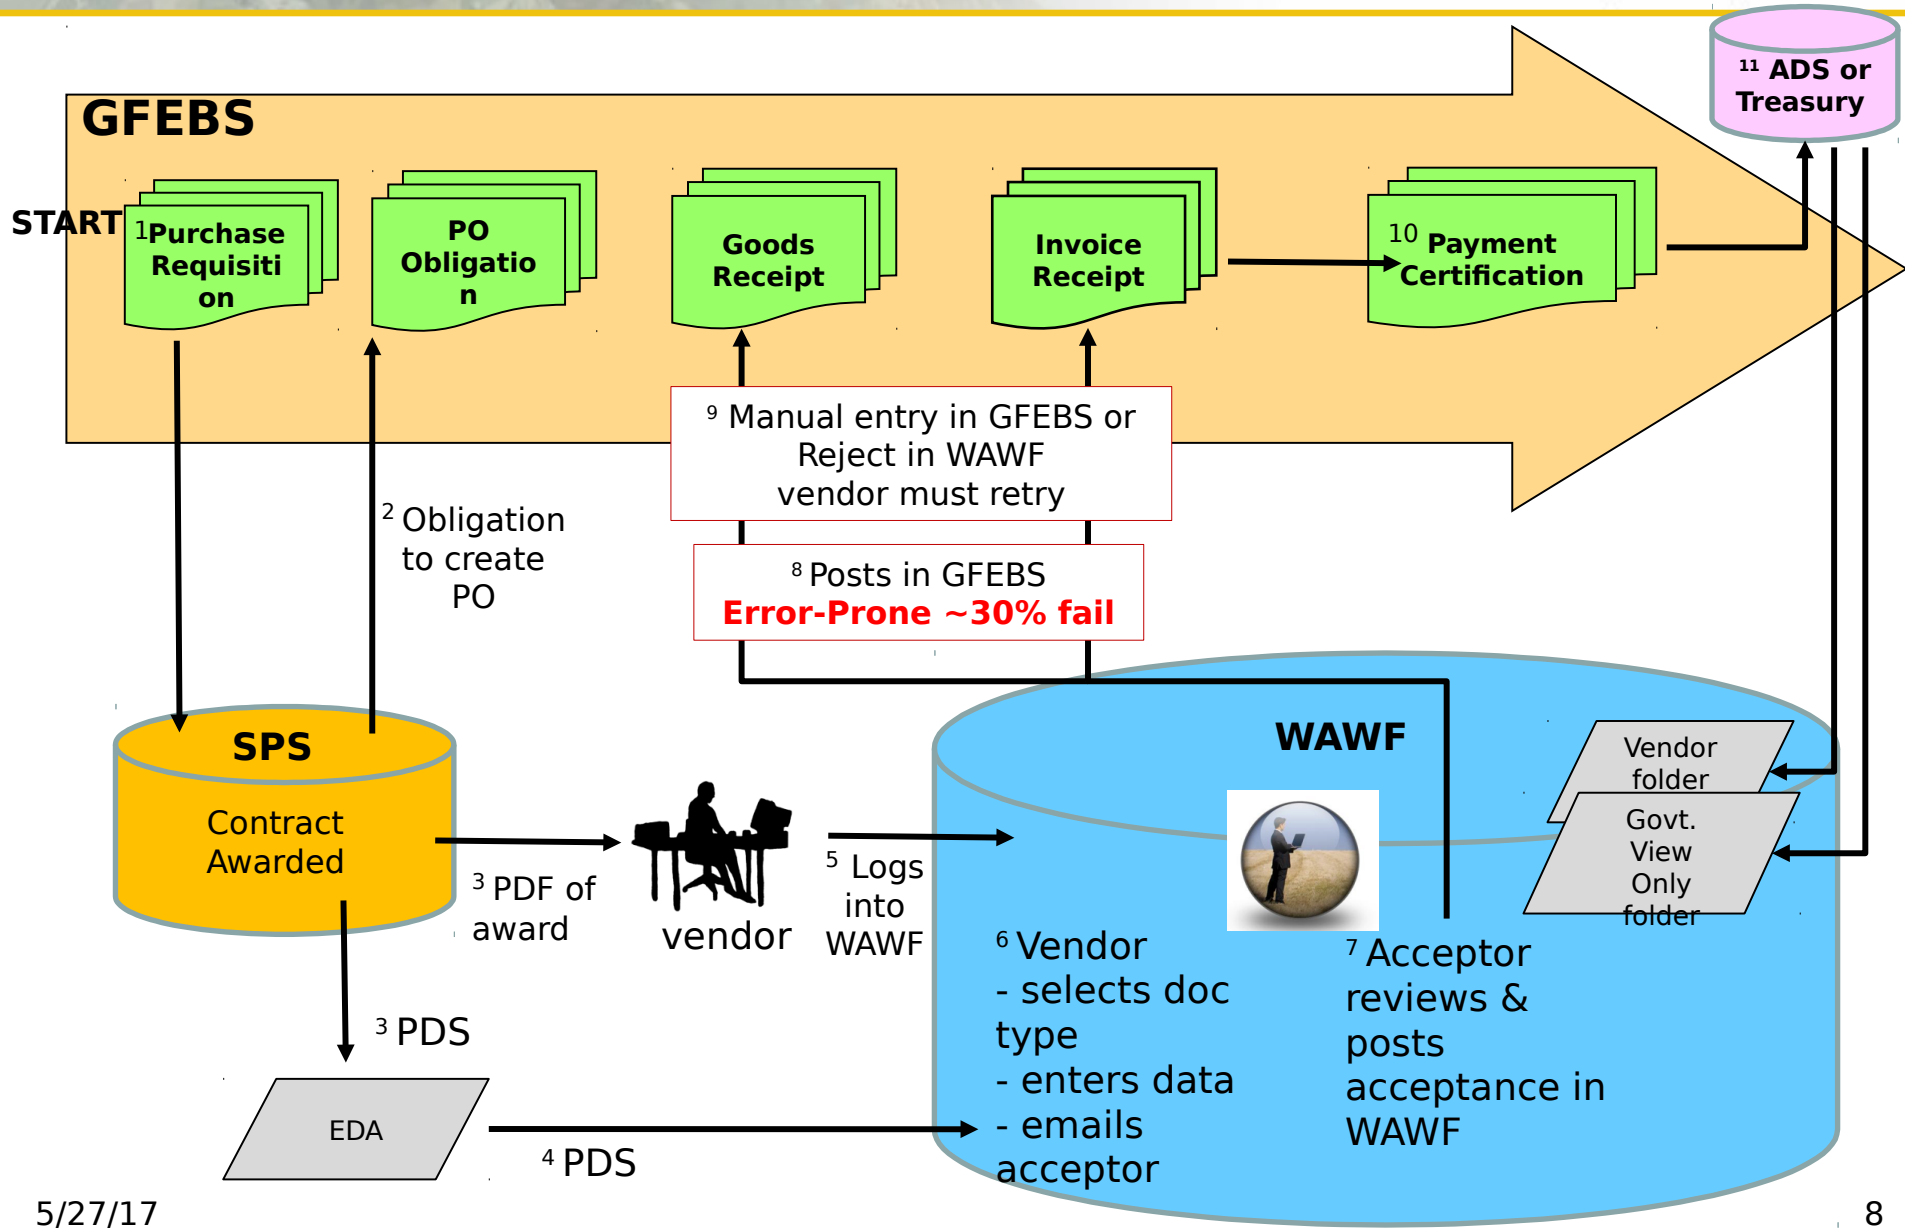 11 ADS or
Treasury
GFEBS
START
1Purchase
Requisiti
on
PO
Obligatio
n
Goods
Receipt
Invoice
Receipt
10 Payment
Certification
9 Manual entry in GFEBS or
Reject in WAWF
vendor must retry
2 Obligation
to create
PO
8 Posts in GFEBS
Error-Prone ~30% fail
SPS
Contract
Awarded
WAWF
Vendor
folder
Govt.
View
Only
folder
3 PDF of
award
vendor
5 Logs
into
WAWF
6 Vendor
- selects doc
type
- enters data
- emails
acceptor
7 Acceptor
reviews &
posts
acceptance in
WAWF
3 PDS
EDA
4 PDS
5/27/17
8